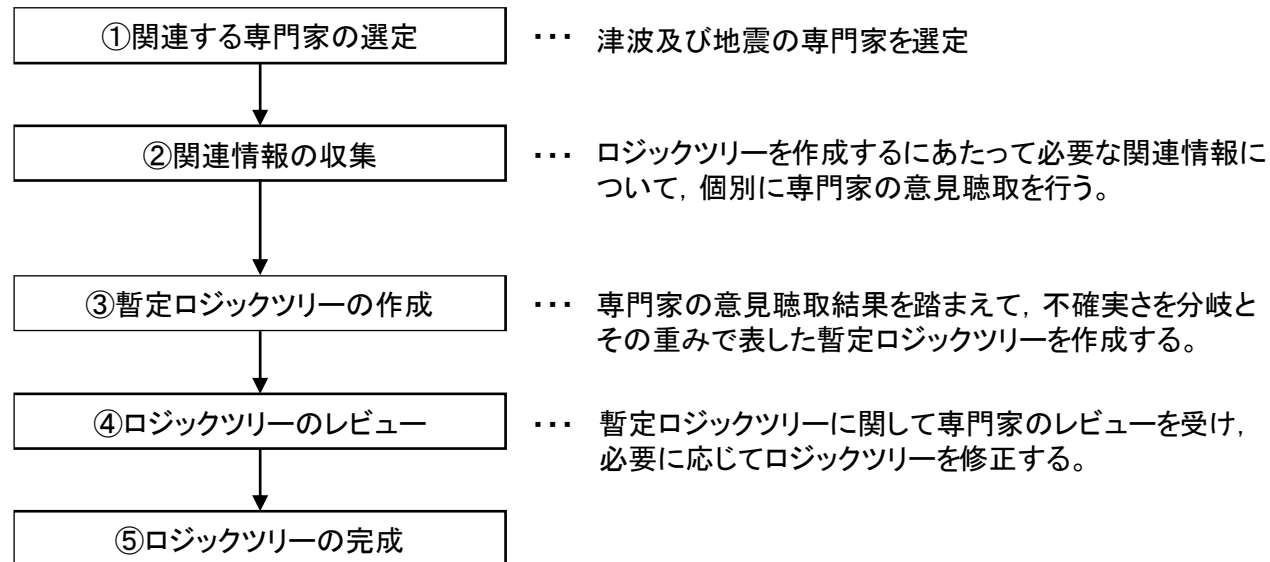 ①関連する専門家の選定
・・・ 津波及び地震の専門家を選定
②関連情報の収集
・・・ ロジックツリーを作成するにあたって必要な関連情報に
ついて，個別に専門家の意見聴取を行う。
③暫定ロジックツリーの作成
・・・ 専門家の意見聴取結果を踏まえて，不確実さを分岐と
その重みで表した暫定ロジックツリーを作成する。
④ロジックツリーのレビュー
・・・ 暫定ロジックツリーに関して専門家のレビューを受け，
必要に応じてロジックツリーを修正する。
⑤ロジックツリーの完成